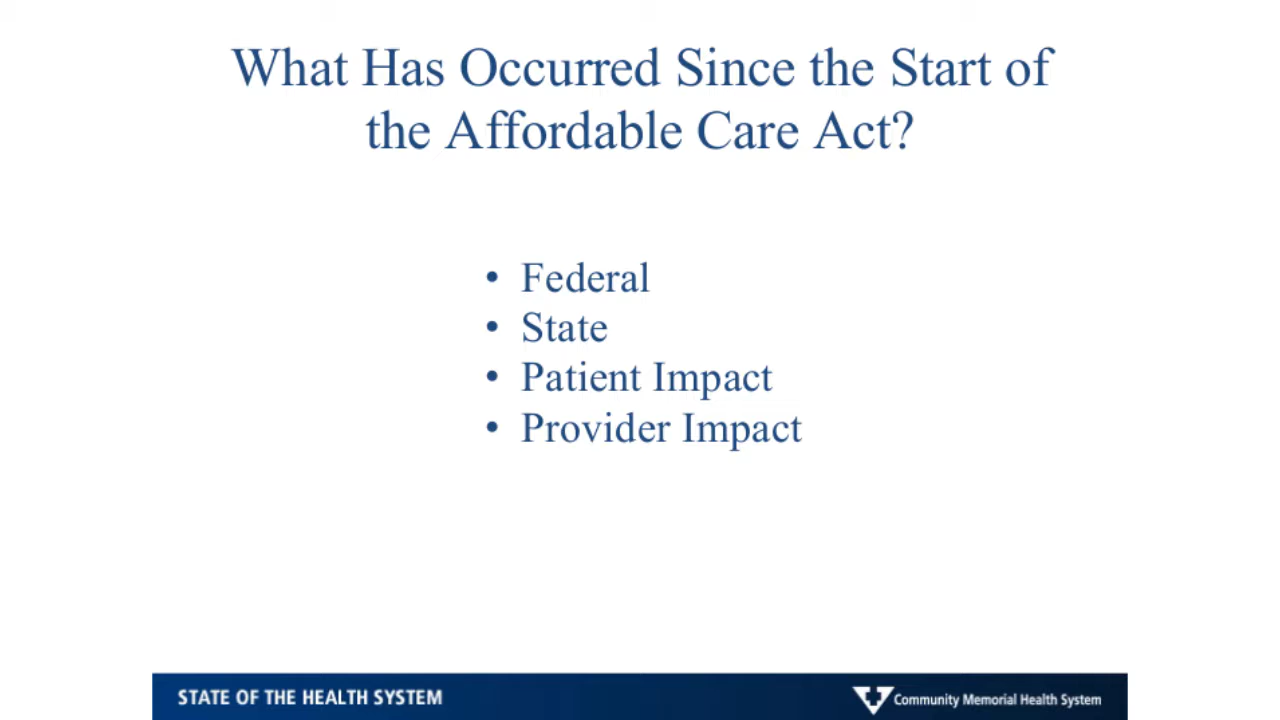 What Has Occurred Since the Start of
the Affordable Care Act?
• Federal
• State
• Patient Impact
• Provider Impact
STATE OF THE HEALTH SYSTEM
Community Memorial Health System